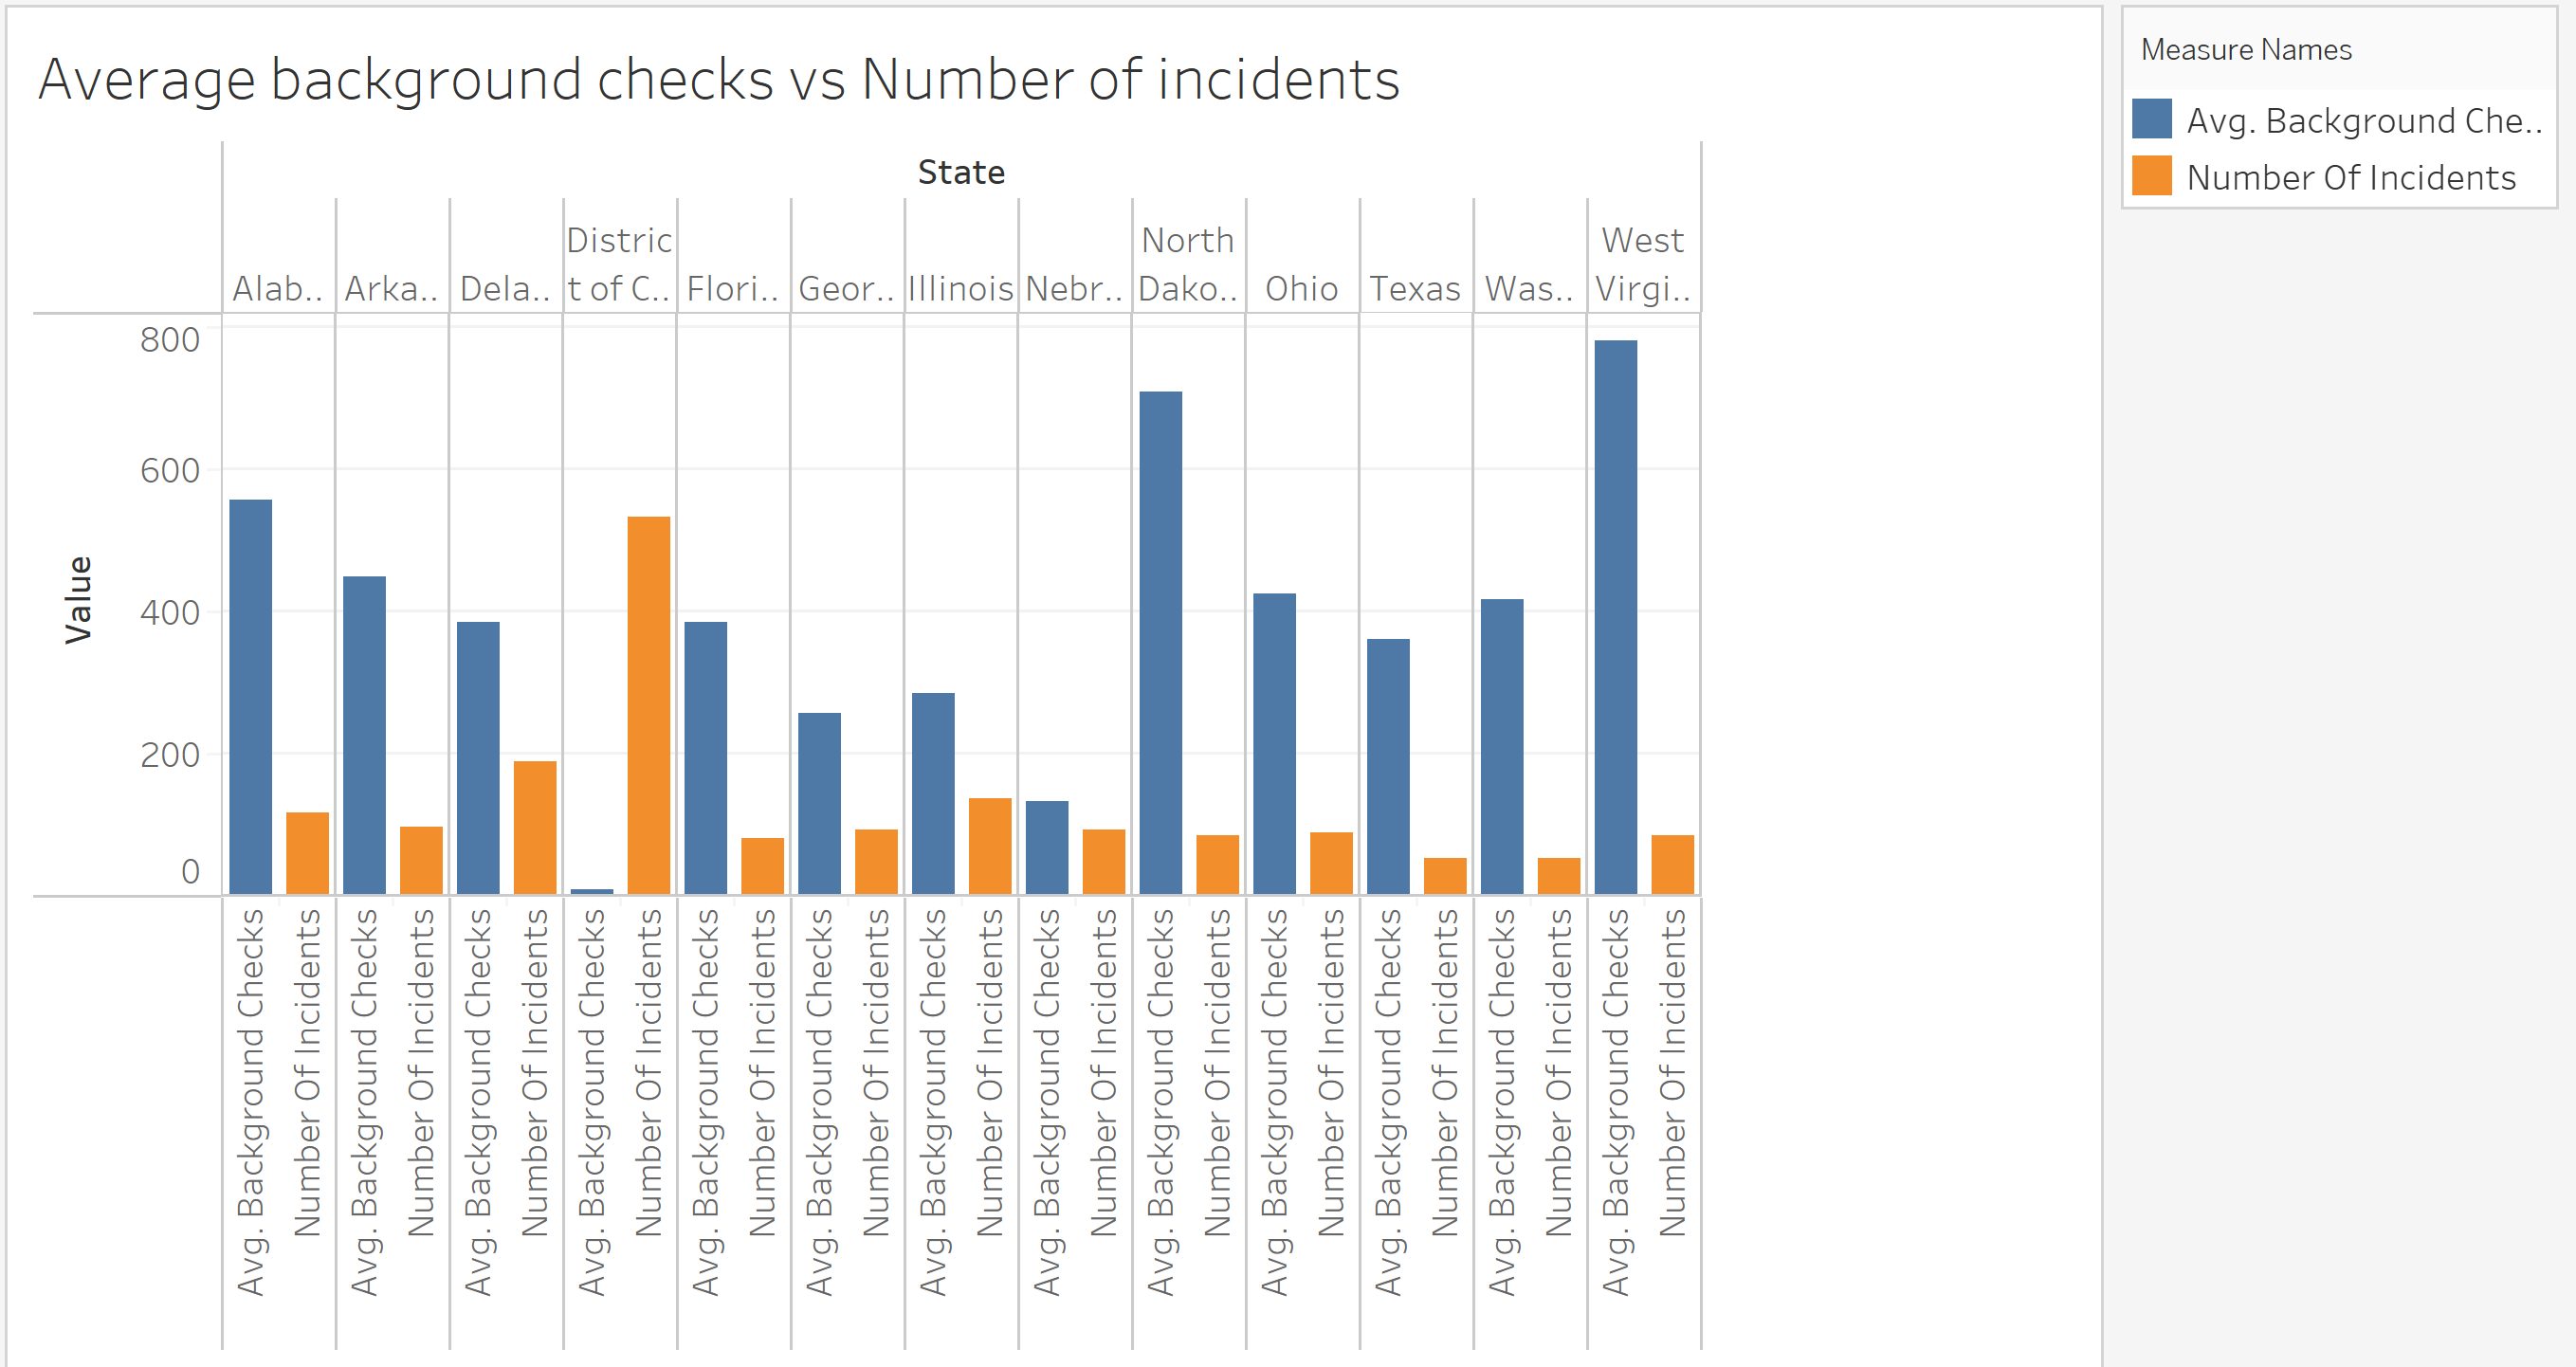 Average background checks vs Number of incidents
State
Alab..
Arka..
Dela..
Distric
t of C..
Flori..
Geor..
Illinois
Nebr..
North
Dako..
Ohio
Texas
Was..
West
Virgi..
800
600
400
200
0
Value
Avg. Background Checks
Number Of Incidents
Avg. Background Checks
Number Of Incidents
Avg. Background Checks
Number Of Incidents
Avg. Background Checks
Number Of Incidents
Avg. Background Checks
Number Of Incidents
Avg. Background Checks
Number Of Incidents
Avg. Background Checks
Number Of Incidents
Avg. Background Checks
Number Of Incidents
Avg. Background Checks
Number Of Incidents
Avg. Background Checks
Number Of Incidents
Avg. Background Checks
Number Of Incidents
Avg. Background Checks
Number Of Incidents
Avg. Background Checks
Number Of Incidents
Measure Names
Avg. Background Che..
Number Of Incidents